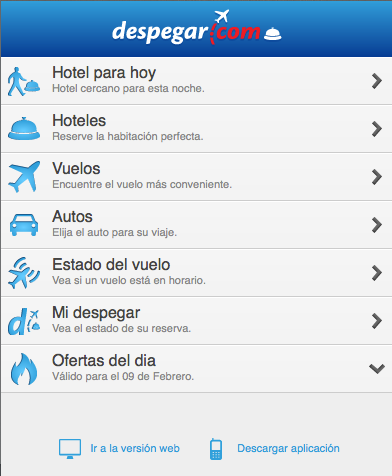 despegar.com
Hotel para hoy
Hotel cercano para esta noche.
Hoteles
Reserve la habitación perfecta.
Vuelos
Encuentre el vuelo más conveniente.
Autos
Elija el auto para su viaje.
Estado del vuelo
Vea si un vuelo está en horario.
Mi despegar
Vea el estado de su reserva.
Ofertas del dia
Válido para el 09 de Febrero.
Ir a la versión web
Descargar aplicación